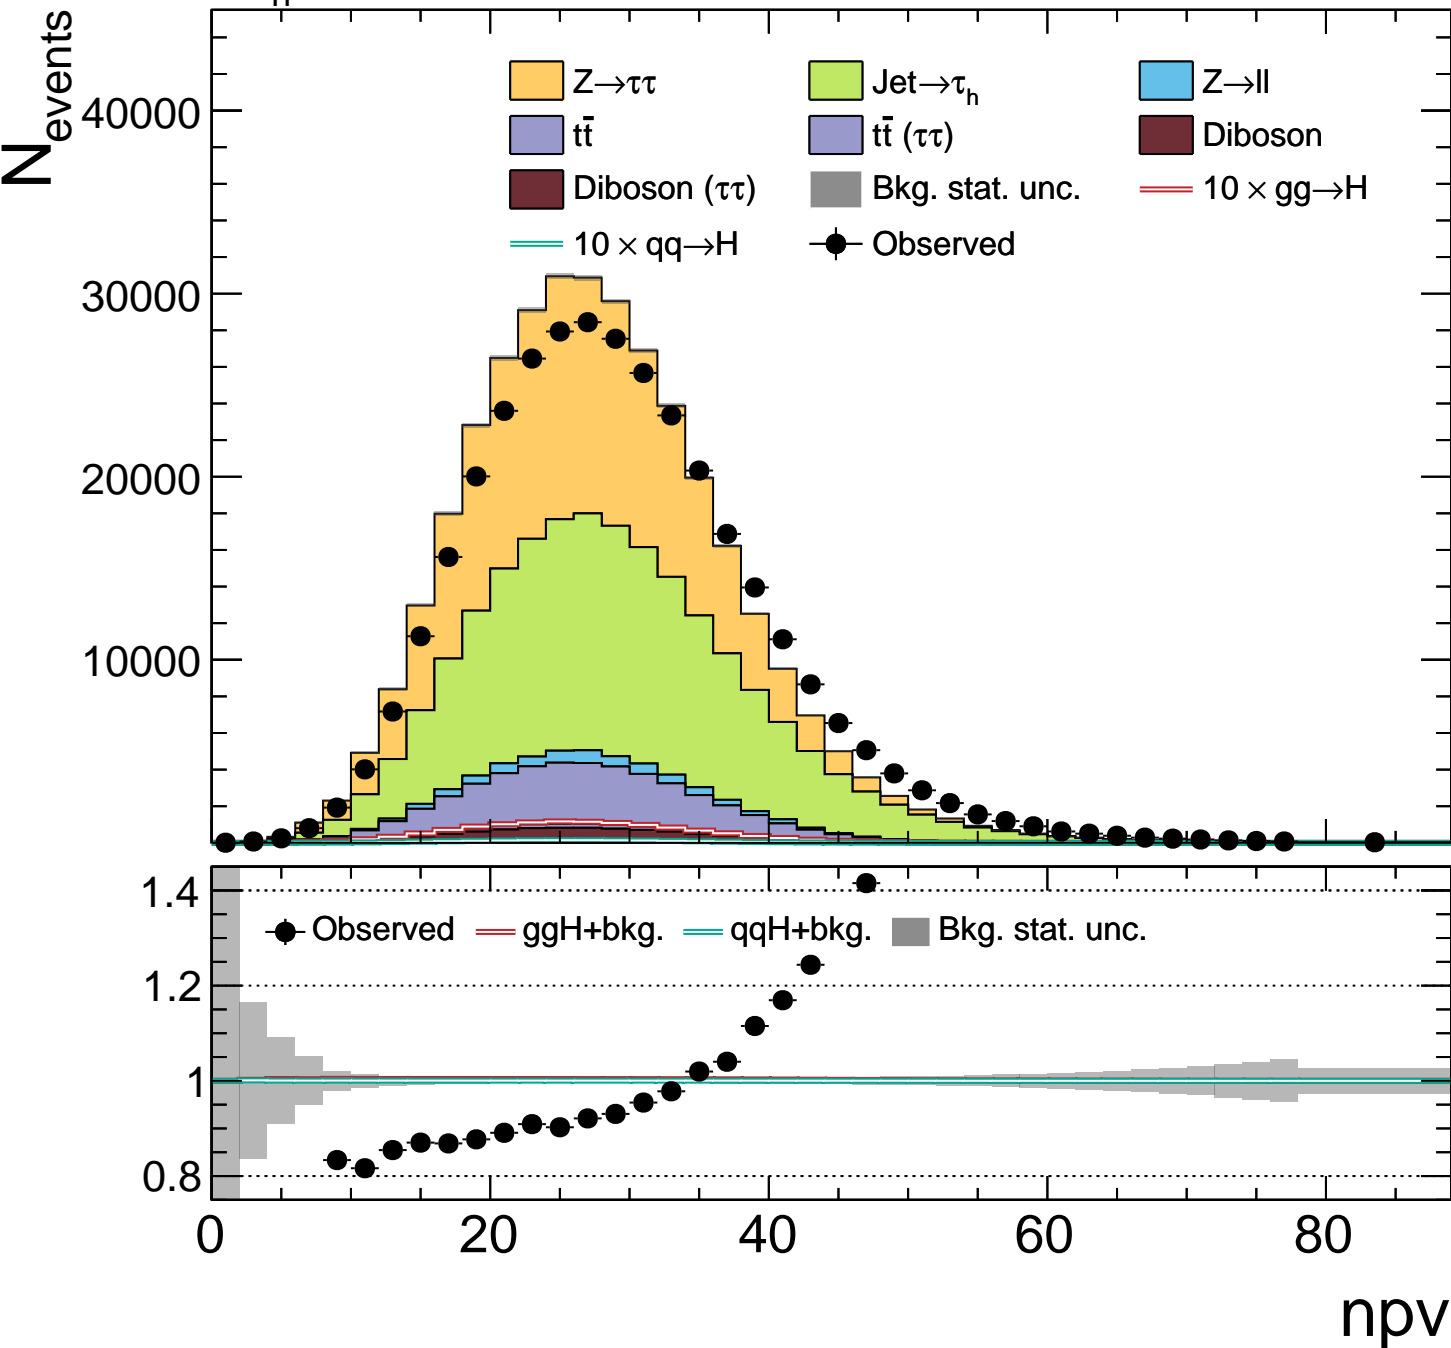 N_events
40000
30000
20000
10000
Z→ττ Jet→τ_h Z→ll
tt̄ tt̄ (ττ) Diboson
Diboson (ττ) Bkg. stat. unc. 10 × gg→H
10 × qq→H Observed
1.4
1.2
1
0.8
Observed ggH+bkg. qqH+bkg. Bkg. stat. unc.
0 20 40 60 80
npv